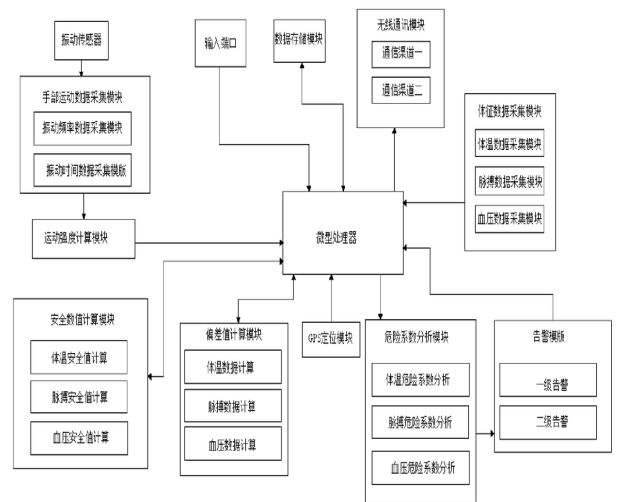 振动传感器
输入端口
数据存储模块
无线通讯模块
通信渠道一
通信渠道二
手部运动数据采集模块
振动频率数据采集模块
振动时间数据采集模版
体征数据采集模块
体温数据采集模块
脉搏数据采集模块
血压数据采集模块
运动强度计算模块
微型处理器
安全数值计算模块
体温安全值计算
脉搏安全值计算
血压安全值计算
偏差值计算模块
体温数据计算
脉搏数据计算
血压数据计算
GPS定位模块
危险系数分析模块
体温危险系数分析
脉搏危险系数分析
血压危险系数分析
告警模版
一级告警
二级告警